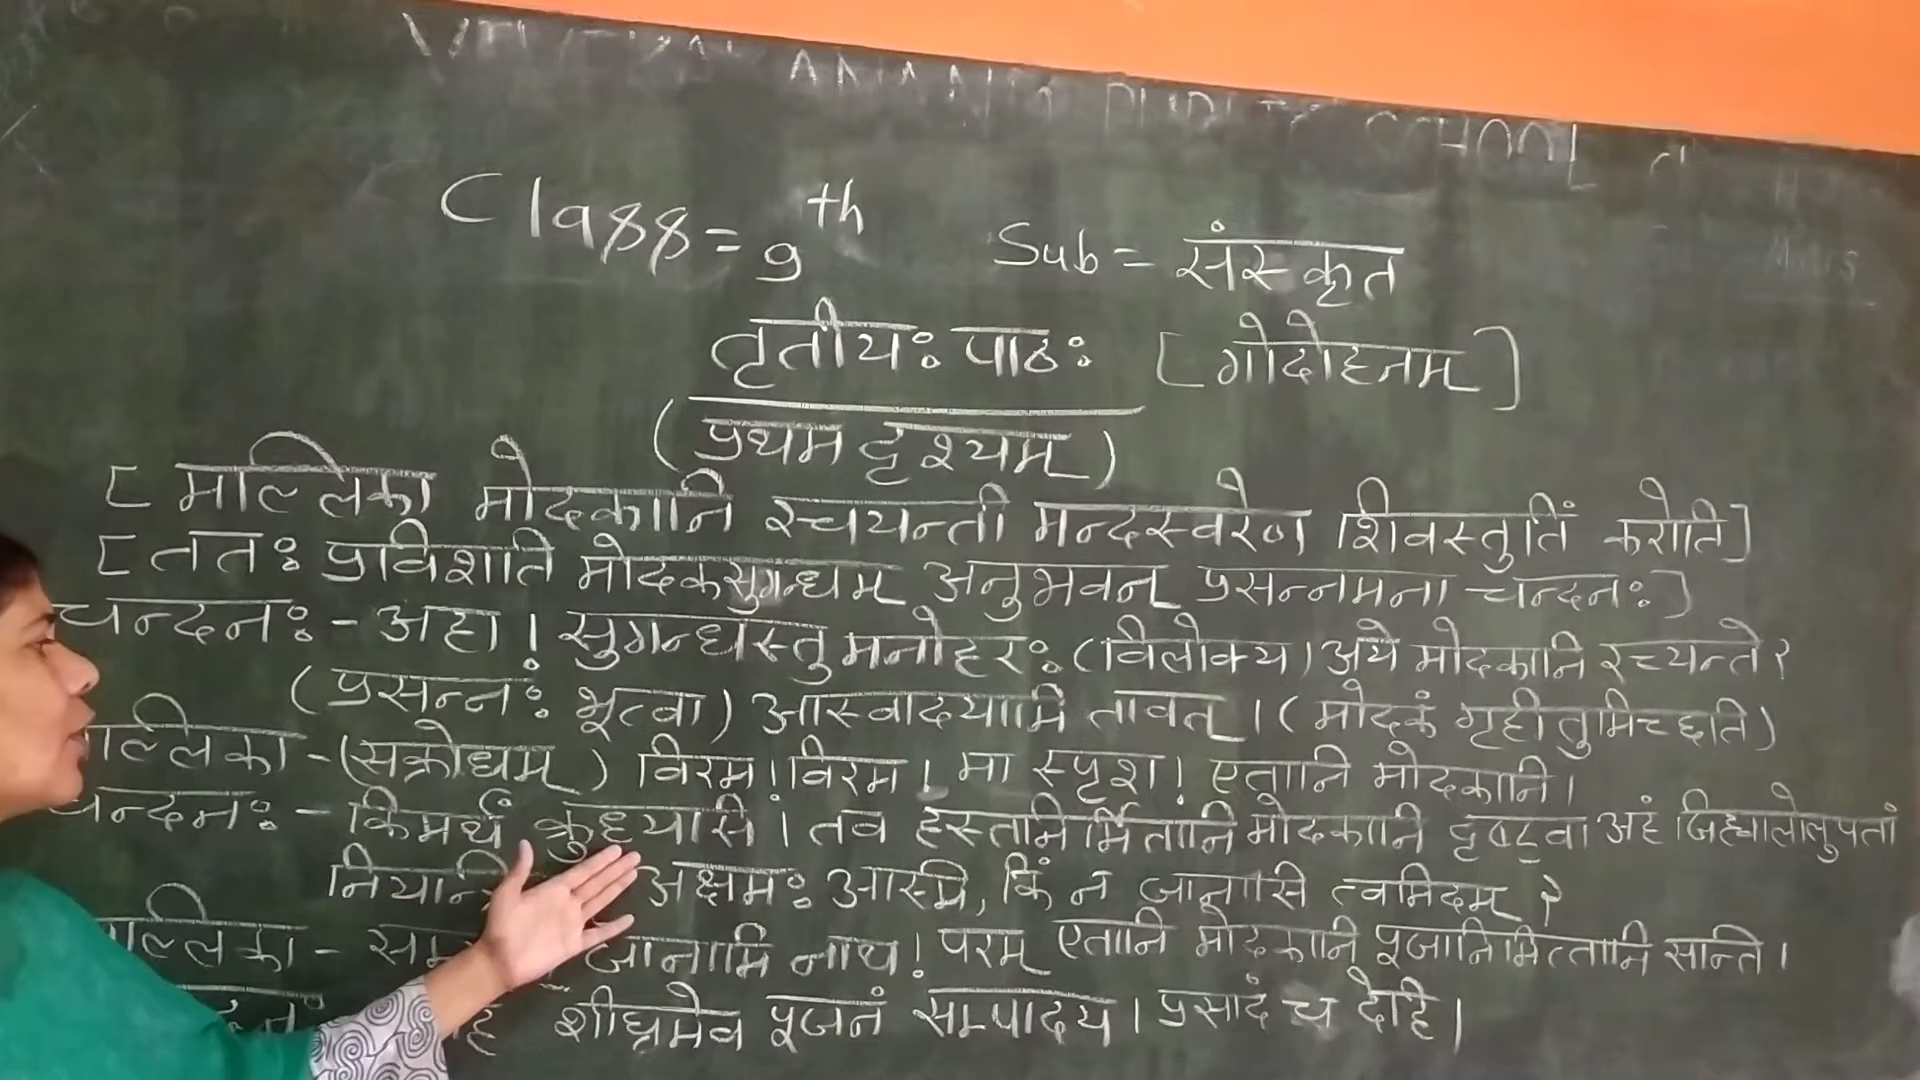 SCHOOL
Class = 9th Sub = संस्कृत
तृतीयः पाठः [गोदोहनम्]
(प्रथम दृश्यम्)
[मल्लिका मोदकानि रचयन्ती मन्दस्वरेण शिवस्तुतिं करोति]
[ततः प्रविशति मोदकसुगन्धम् अनुभवन् प्रसन्नमना चन्दनः]
चन्दनः - अहा! सुगन्धस्तु मनोहरः (विलोक्य) अये मोदकानि रच्यन्ते?
(प्रसन्नः भूत्वा) आस्वादयामि तावत्। (मोदकं गृहीतुमिच्छति)
मल्लिका - (सक्रोधम्) विरम! विरम! मा स्पृश! एतानि मोदकानि।
चन्दनः - किमर्थं क्रुध्यसि। तव हस्तनिर्मितानि मोदकानि दृष्ट्वा अहं जिह्वालोलुपतां
अक्षमः अस्मि, किं न जानासि त्वमिदम्?
मल्लिका - जानामि नाथ! परम् एतानि मोदकानि पूजानिमित्तानि सन्ति।
शीघ्रमेव पूजनं सम्पादय। प्रसादं च देहि।